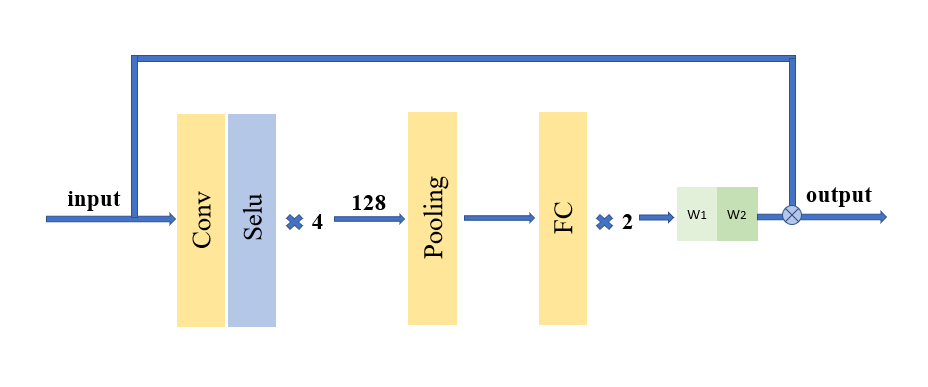 input
Conv
Selu
4
128
Pooling
FC
2
W1
W2
output